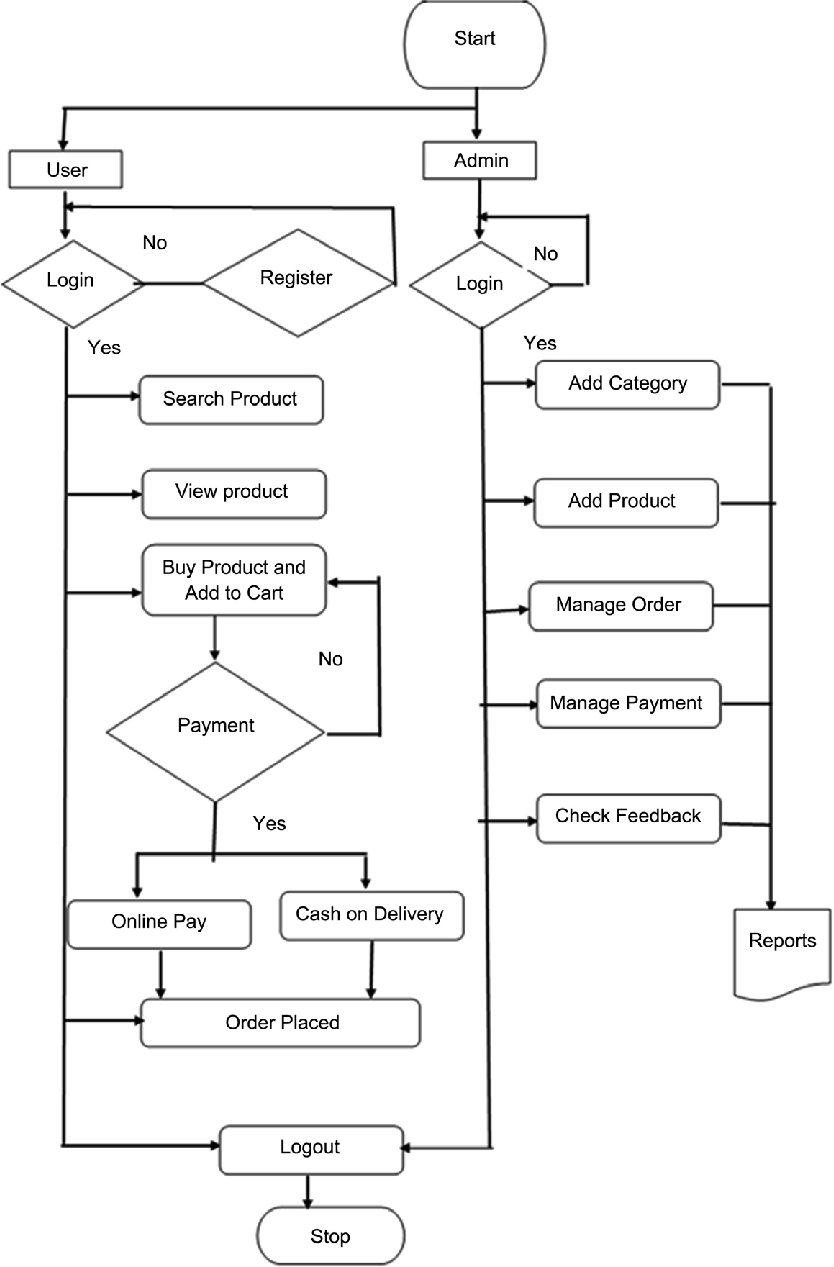 Start
User
Admin
No
Login
Register
No
Login
Yes
Yes
Search Product
Add Category
View product
Add Product
Buy Product and
Add to Cart
Manage Order
No
Payment
Manage Payment
Yes
Check Feedback
Online Pay
Cash on Delivery
Reports
Order Placed
Logout
Stop